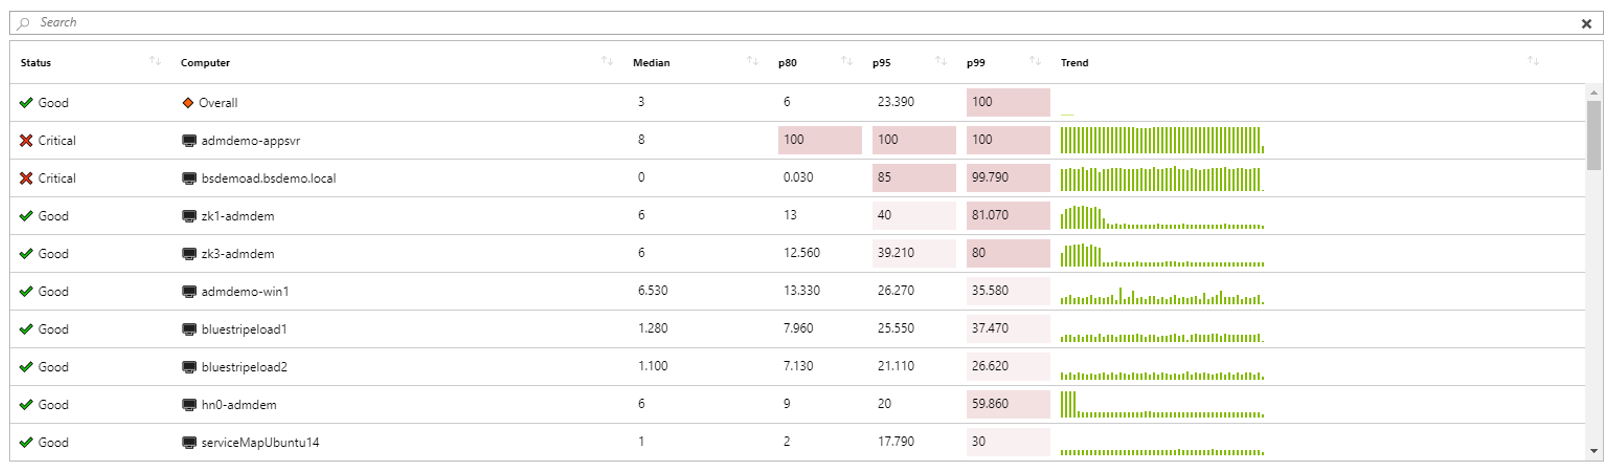 Search
Status Computer Median p80 p95 p99 Trend
Good Overall 3 6 23.390 100
Critical admdemo-appsvr 8 100 100 100
Critical bsdemoad.bsdemo.local 0 0.030 85 99.790
Good zk1-admdem 6 13 40 81.070
Good zk3-admdem 6 12.560 39.210 80
Good admdemo-win1 6.530 13.330 26.270 35.580
Good bluestripeload1 1.280 7.960 25.550 37.470
Good bluestripeload2 1.100 7.130 21.110 26.620
Good hn0-admdem 6 9 20 59.860
Good serviceMapUbuntu14 1 2 17.790 30